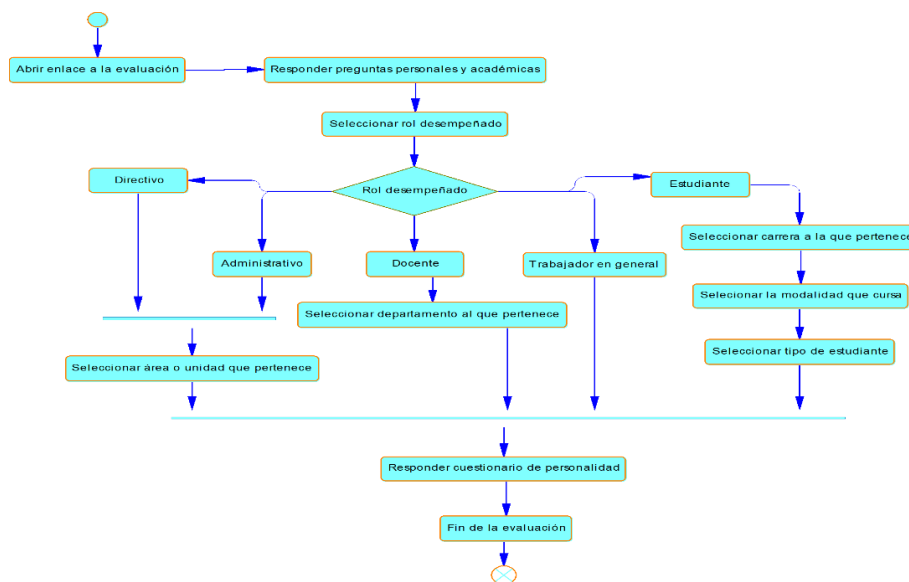 Abrir enlace a la evaluación
Responder preguntas personales y académicas
Seleccionar rol desempeñado
Directivo
Rol desempeñado
Estudiante
Seleccionar carrera a la que pertenece
Administrativo
Docente
Trabajador en general
Selecionar la modalidad que cursa
Seleccionar departamento al que pertenece
Seleccionar tipo de estudiante
Seleccionar área o unidad que pertenece
Responder cuestionario de personalidad
Fin de la evaluación